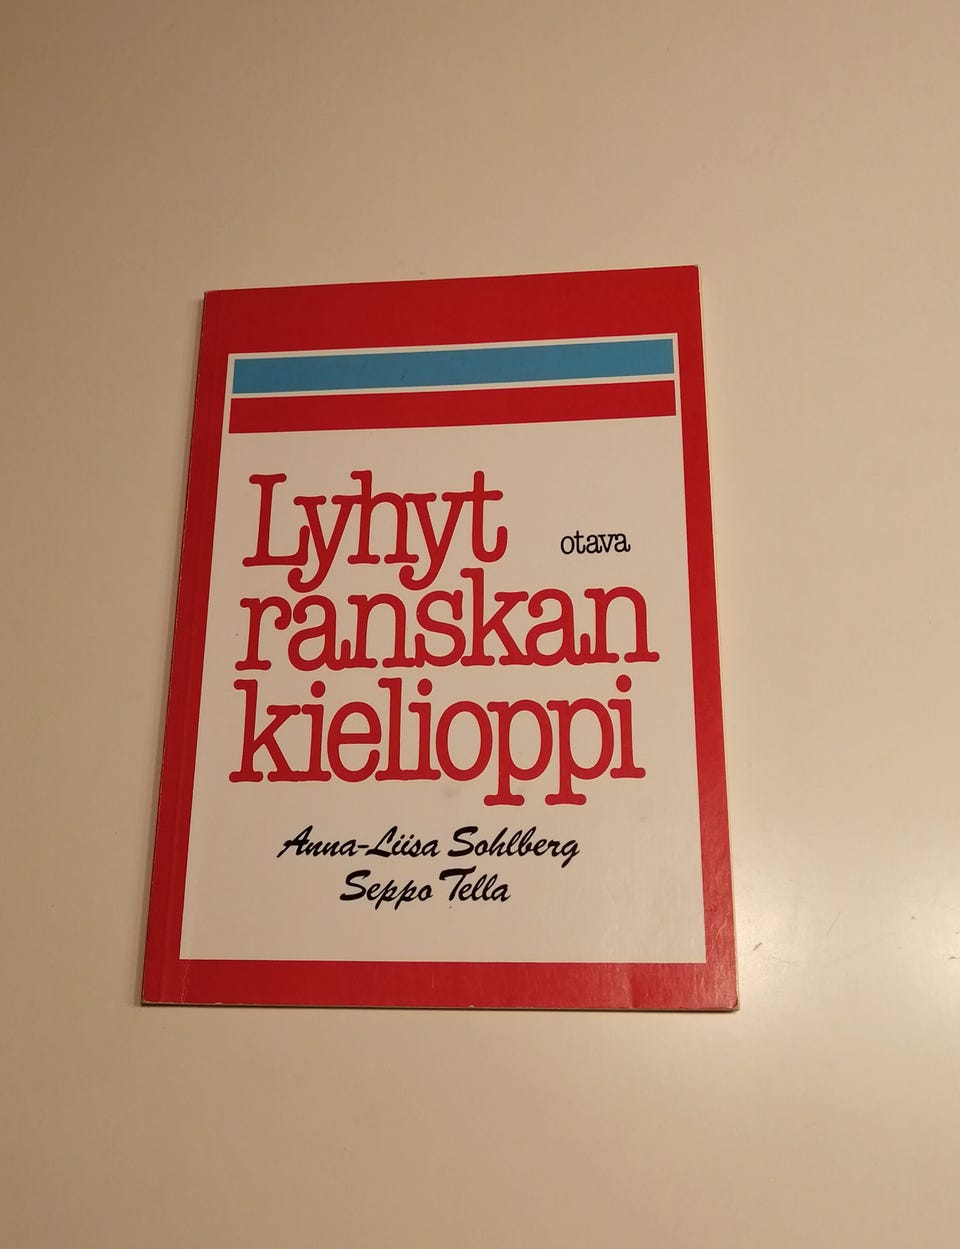 Lyhyt
otava
ranskan
kielioppi
Anna-Liisa Sohlberg
Seppo Tella